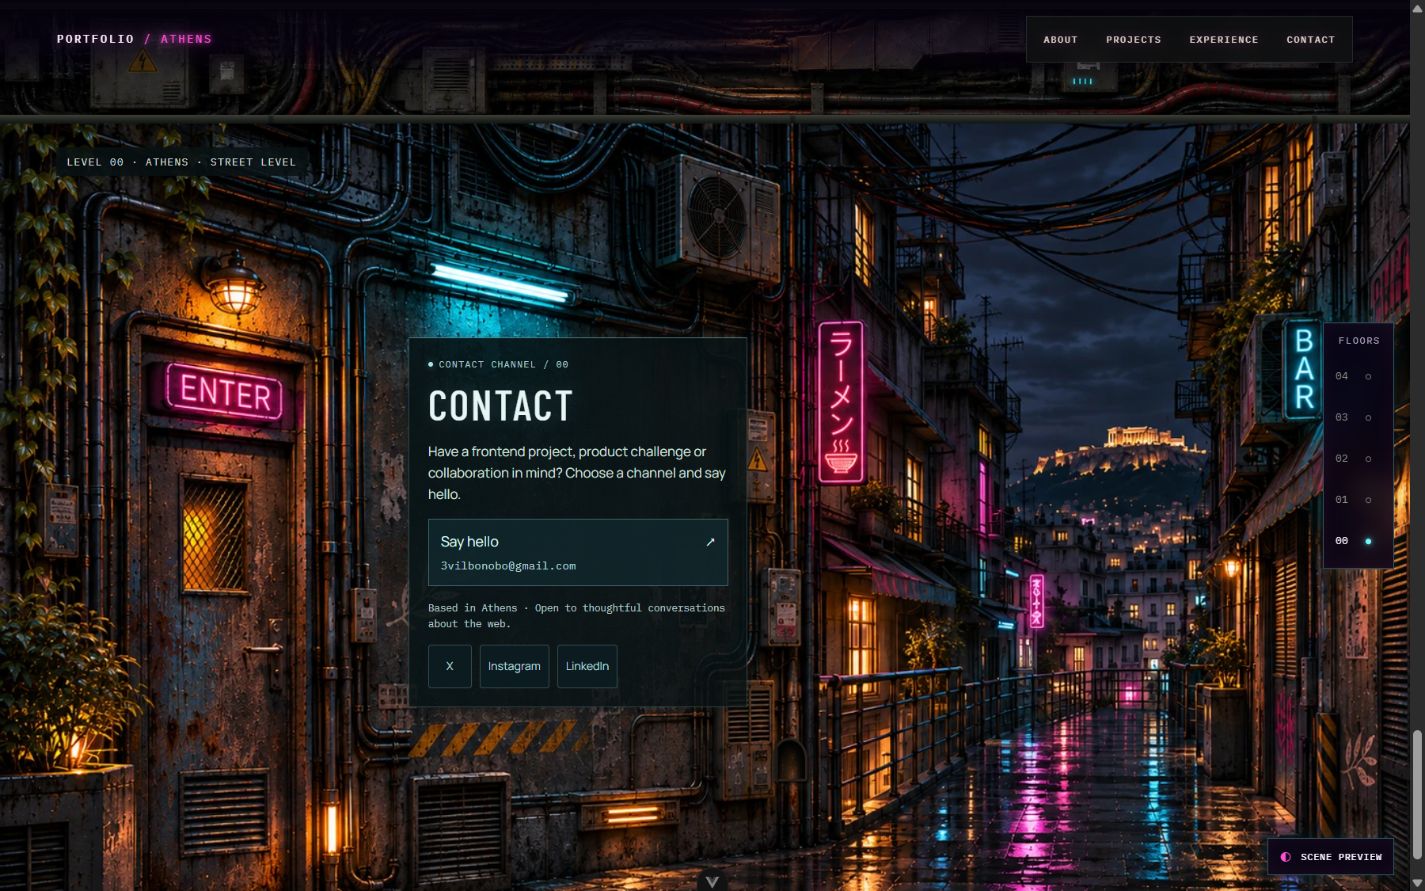 PORTFOLIO / ATHENS
ABOUT PROJECTS EXPERIENCE CONTACT
LEVEL 00 · ATHENS · STREET LEVEL
ENTER
CONTACT CHANNEL / 00
CONTACT
Have a frontend project, product challenge or
collaboration in mind? Choose a channel and say
hello.
Say hello ↗
3vilbonobo@gmail.com
Based in Athens · Open to thoughtful conversations
about the web.
X Instagram LinkedIn
ラーメン
BAR
FLOORS
04
03
02
01
00
SCENE PREVIEW